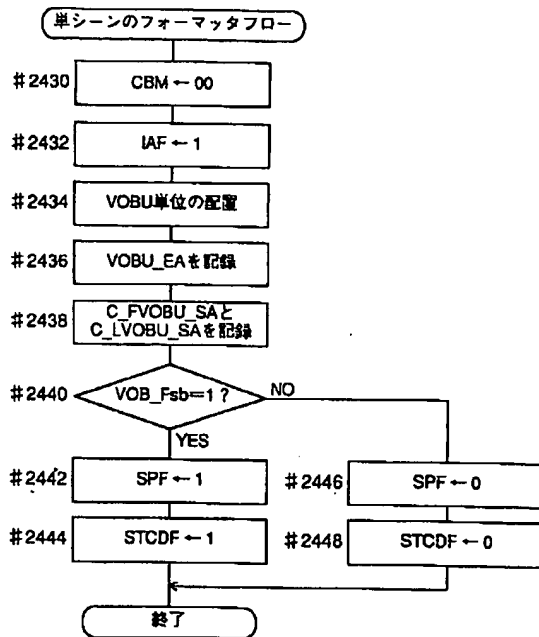 単シーンのフォーマッタフロー
#2430
CBM ← 00
#2432
IAF ← 1
#2434
VOBU単位の配置
#2436
VOBU_EAを記録
#2438
C_FVOBU_SAと
C_LVOBU_SAを記録
#2440
VOB_Fsb=1?
NO
YES
#2442
SPF ← 1
#2446
SPF ← 0
#2444
STCDF ← 1
#2448
STCDF ← 0
終了